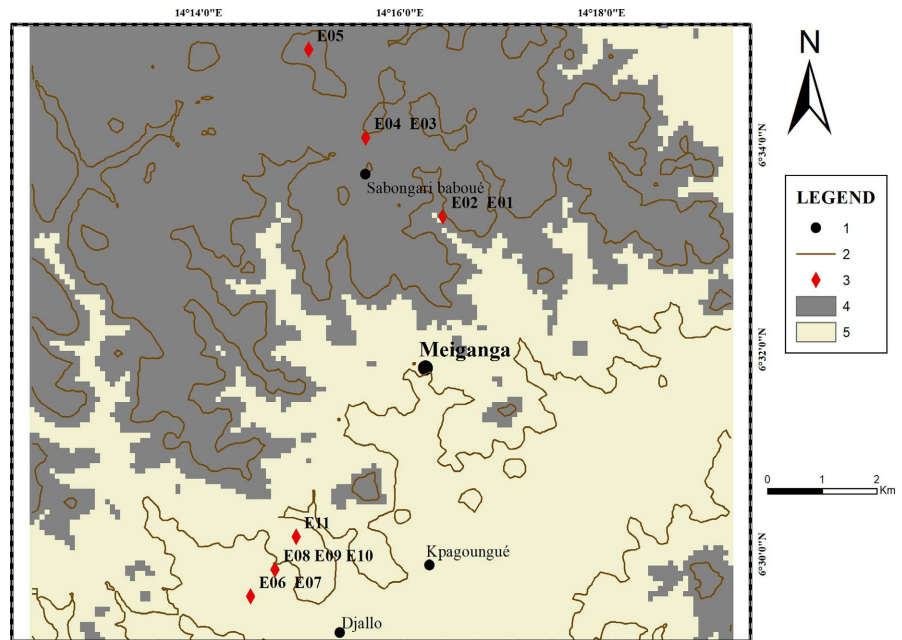 14°14'0"E 14°16'0"E 14°18'0"E
E05
N
E04 E03
6°34'0"N
Sabongari baboué
LEGEND
E02 E01
1
2
3
4
5
Meiganga
6°32'0"N
0 1 2
Km
E11
E08 E09 E10
Kpagoungué
6°30'0"N
E06 E07
Djallo